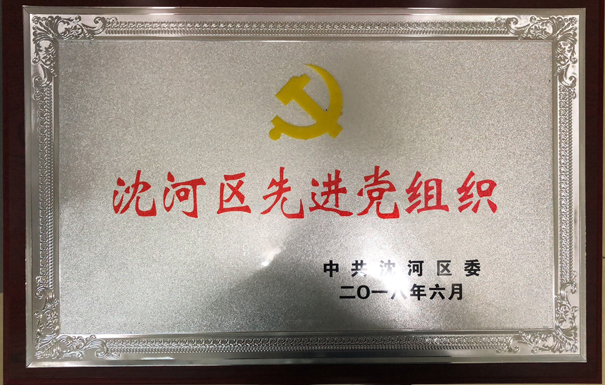 沈河区先进党组织
中共沈河区委
二〇一八年六月